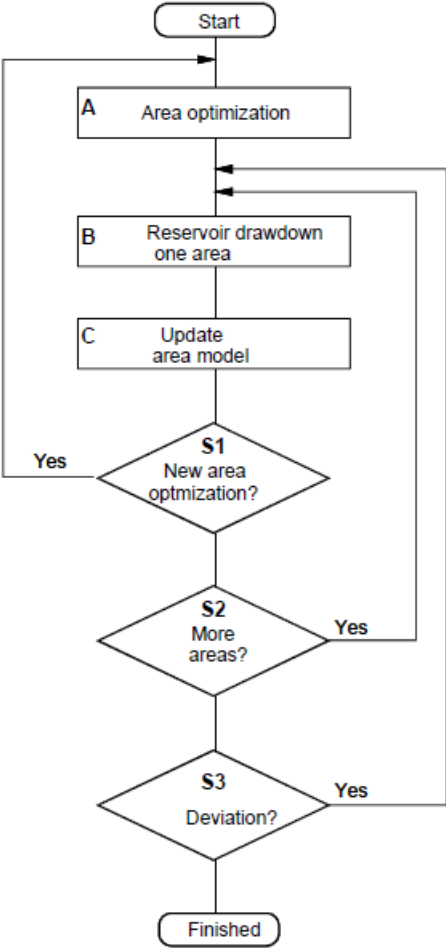 Start
A
Area optimization
B
Reservoir drawdown
one area
C
Update
area model
S1
Yes
New area
optmization?
S2
Yes
More
areas?
S3
Yes
Deviation?
Finished